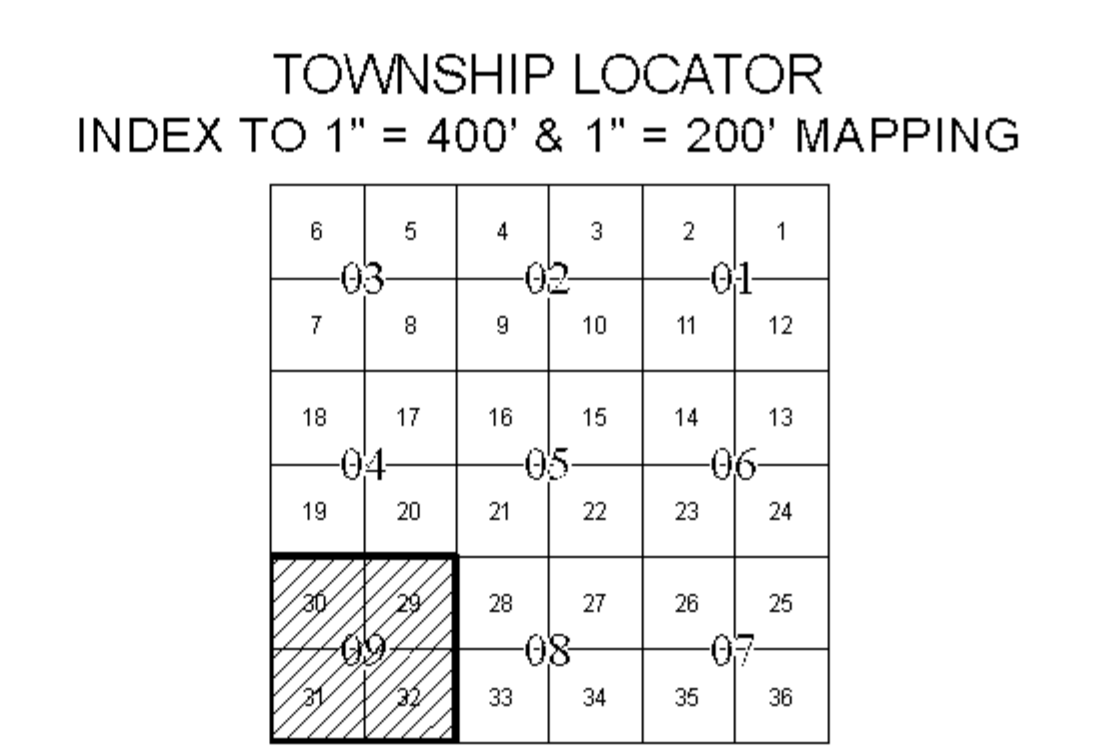 TOWNSHIP LOCATOR
INDEX TO 1" = 400' & 1" = 200' MAPPING
6 5 4 3 2 1
03 02 01
7 8 9 10 11 12
18 17 16 15 14 13
04 05 06
19 20 21 22 23 24
30 29 28 27 26 25
09 08 07
31 32 33 34 35 36